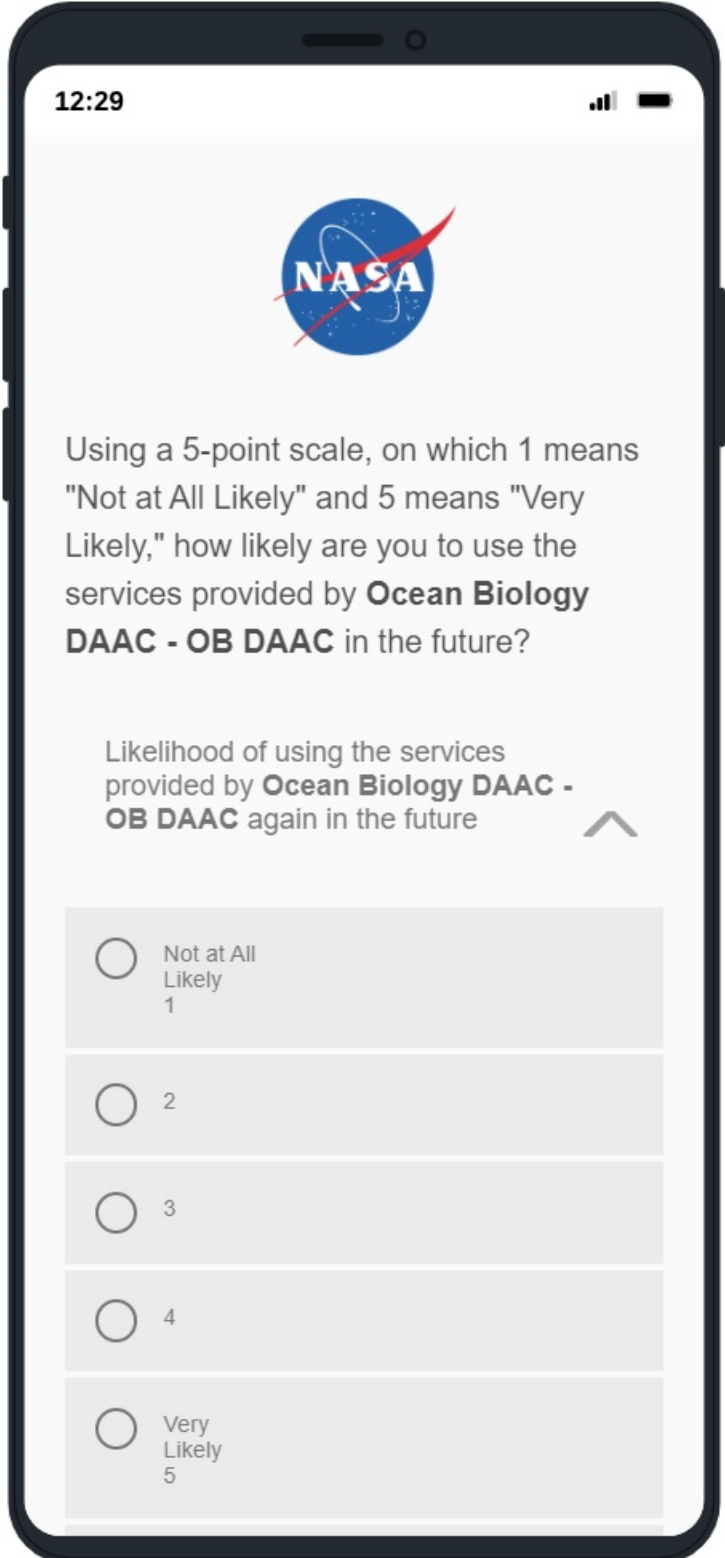 12:29
NASA
Using a 5-point scale, on which 1 means
"Not at All Likely" and 5 means "Very
Likely," how likely are you to use the
services provided by Ocean Biology
DAAC - OB DAAC in the future?
Likelihood of using the services
provided by Ocean Biology DAAC -
OB DAAC again in the future
Not at All
Likely
1
2
3
4
Very
Likely
5